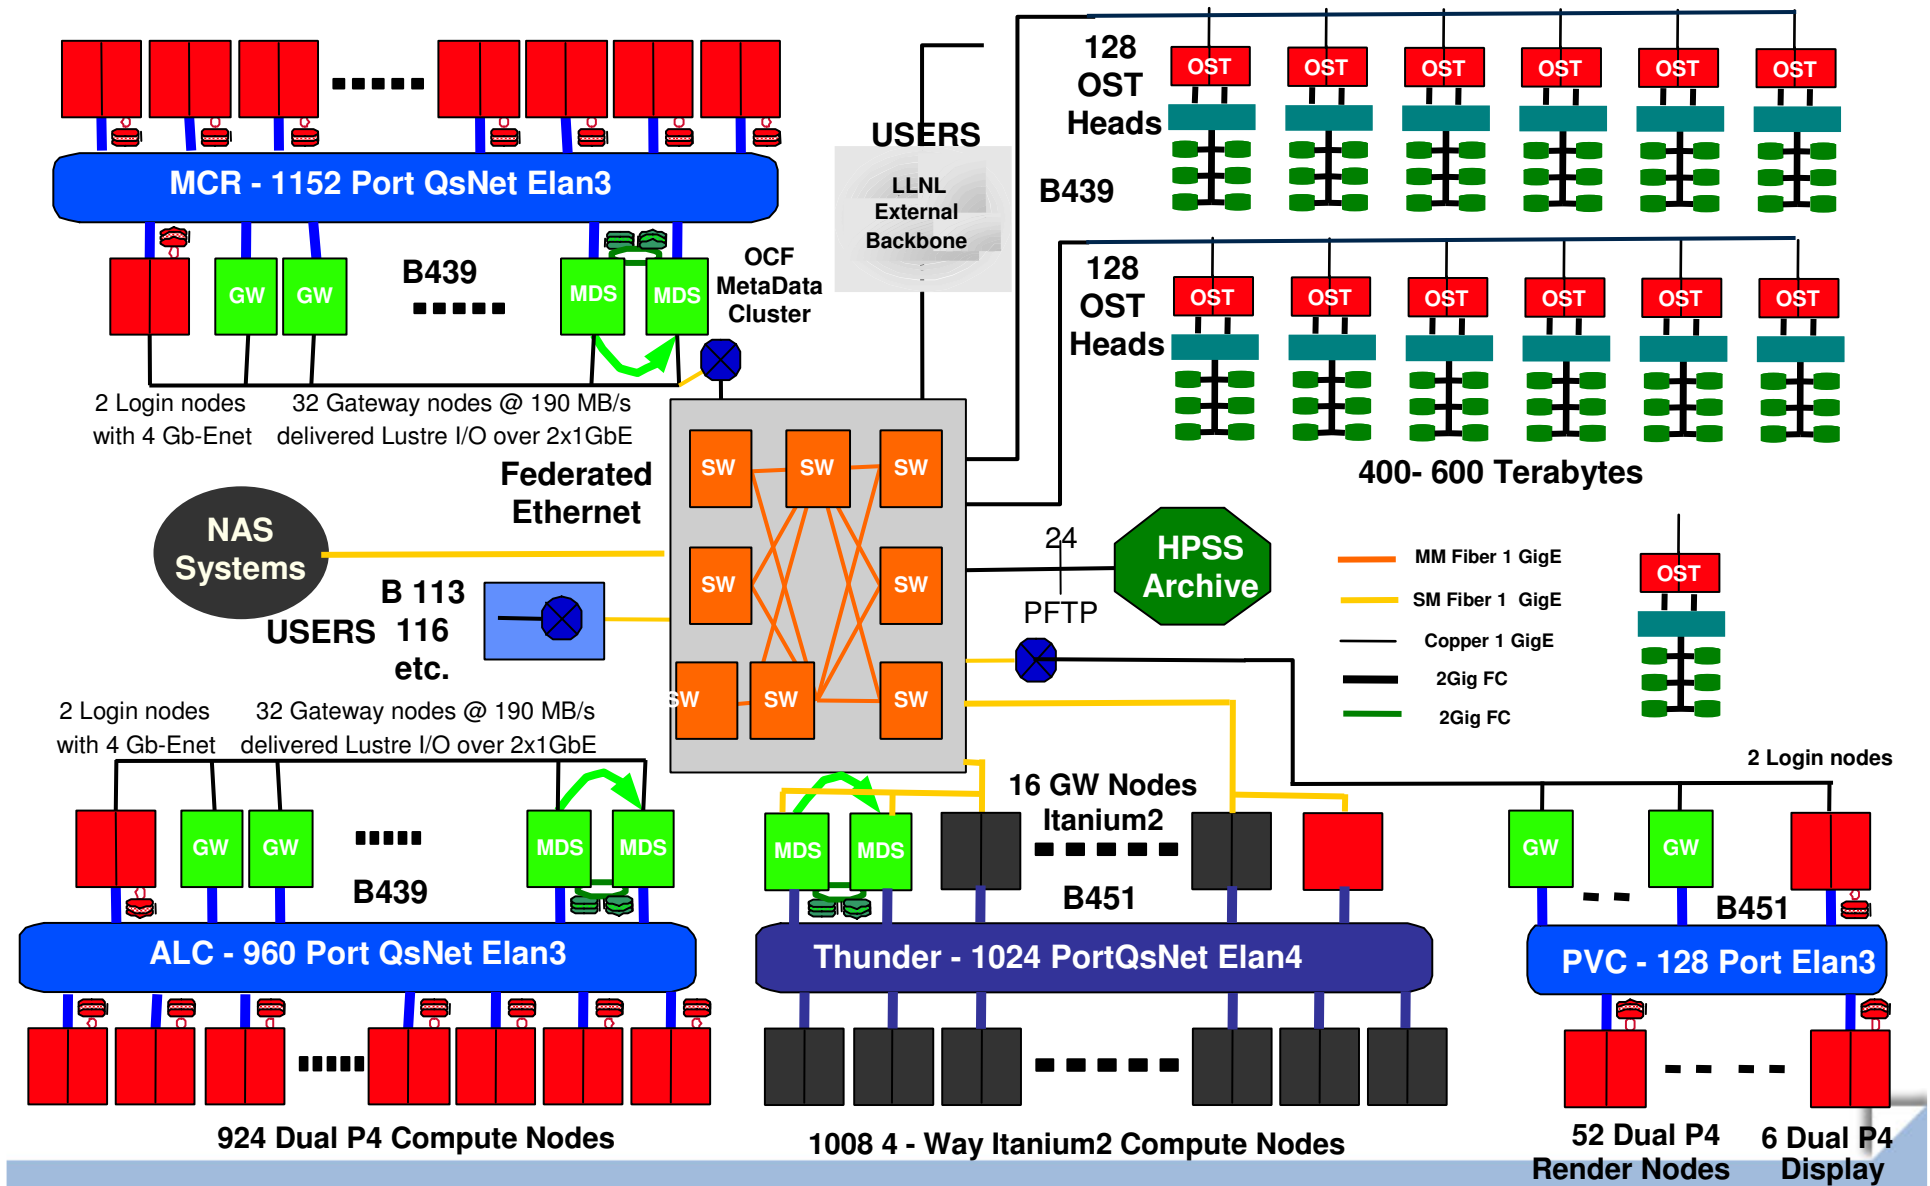 128
OST
Heads
OST OST OST OST OST OST
USERS
MCR - 1152 Port QsNet Elan3
LLNL
External
Backbone
B439
GW
GW
B439
MDS
MDS
OCF
MetaData
Cluster
128
OST
Heads
OST OST OST OST OST OST
2 Login nodes
with 4 Gb-Enet
32 Gateway nodes @ 190 MB/s
delivered Lustre I/O over 2x1GbE
400- 600 Terabytes
Federated
Ethernet
SW SW SW
SW SW
SW SW SW
NAS
Systems
B 113
116
etc.
USERS
24
PFTP
HPSS
Archive
MM Fiber 1 GigE
SM Fiber 1 GigE
Copper 1 GigE
2Gig FC
2Gig FC
OST
2 Login nodes
with 4 Gb-Enet
32 Gateway nodes @ 190 MB/s
delivered Lustre I/O over 2x1GbE
GW
GW
B439
MDS
MDS
ALC - 960 Port QsNet Elan3
924 Dual P4 Compute Nodes
MDS
MDS
16 GW Nodes
Itanium2
B451
Thunder - 1024 PortQsNet Elan4
1008 4 - Way Itanium2 Compute Nodes
2 Login nodes
GW
GW
B451
PVC - 128 Port Elan3
52 Dual P4
Render Nodes
6 Dual P4
Display